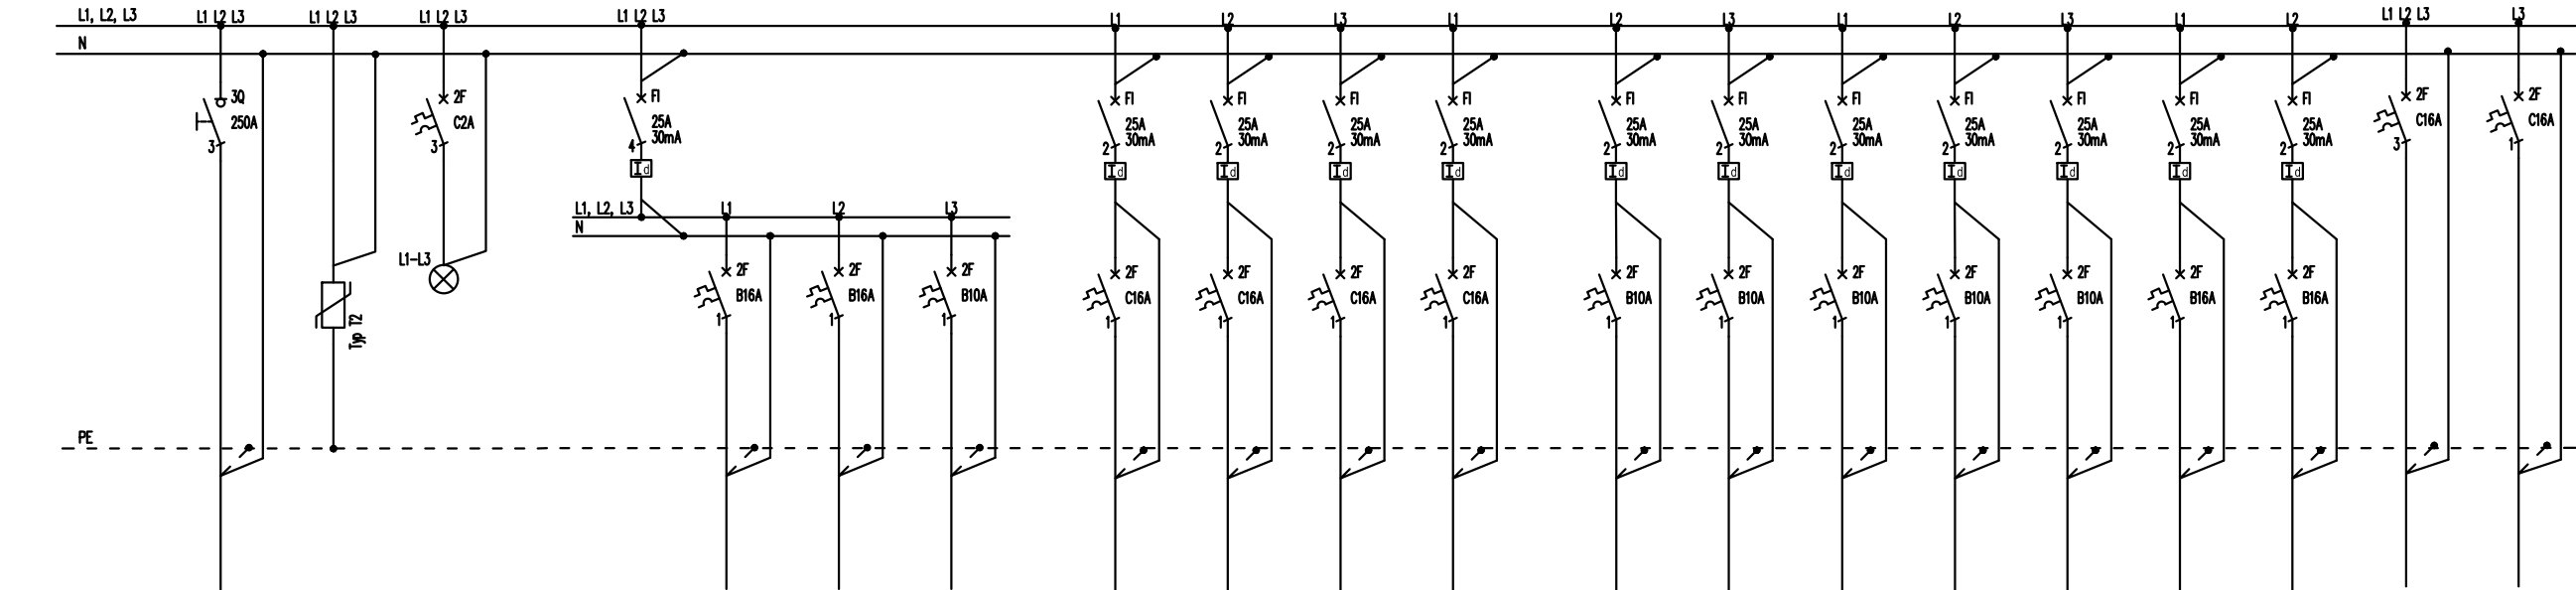 L1, L2, L3
L1 L2 L3
L1 L2 L3
L1 L2 L3
L1 L2 L3
L1
L2
L3
L1
L2
L3
L1
L2
L3
L1
L2
L1 L2 L3
L3
N
3Q
250A
3
Typ T2
2F
C2A
3
L1-L3
FI
25A
30mA
4
Id
L1, L2, L3
N
L1
2F
B16A
1
L2
2F
B16A
1
L3
2F
B10A
1
FI
25A
30mA
2
Id
2F
C16A
1
FI
25A
30mA
2
Id
2F
C16A
1
FI
25A
30mA
2
Id
2F
C16A
1
FI
25A
30mA
2
Id
2F
C16A
1
FI
25A
30mA
2
Id
2F
B10A
1
FI
25A
30mA
2
Id
2F
B10A
1
FI
25A
30mA
2
Id
2F
B10A
1
FI
25A
30mA
2
Id
2F
B10A
1
FI
25A
30mA
2
Id
2F
B10A
1
FI
25A
30mA
2
Id
2F
B16A
1
FI
25A
30mA
2
Id
2F
B16A
1
2F
C16A
3
2F
C16A
1
PE